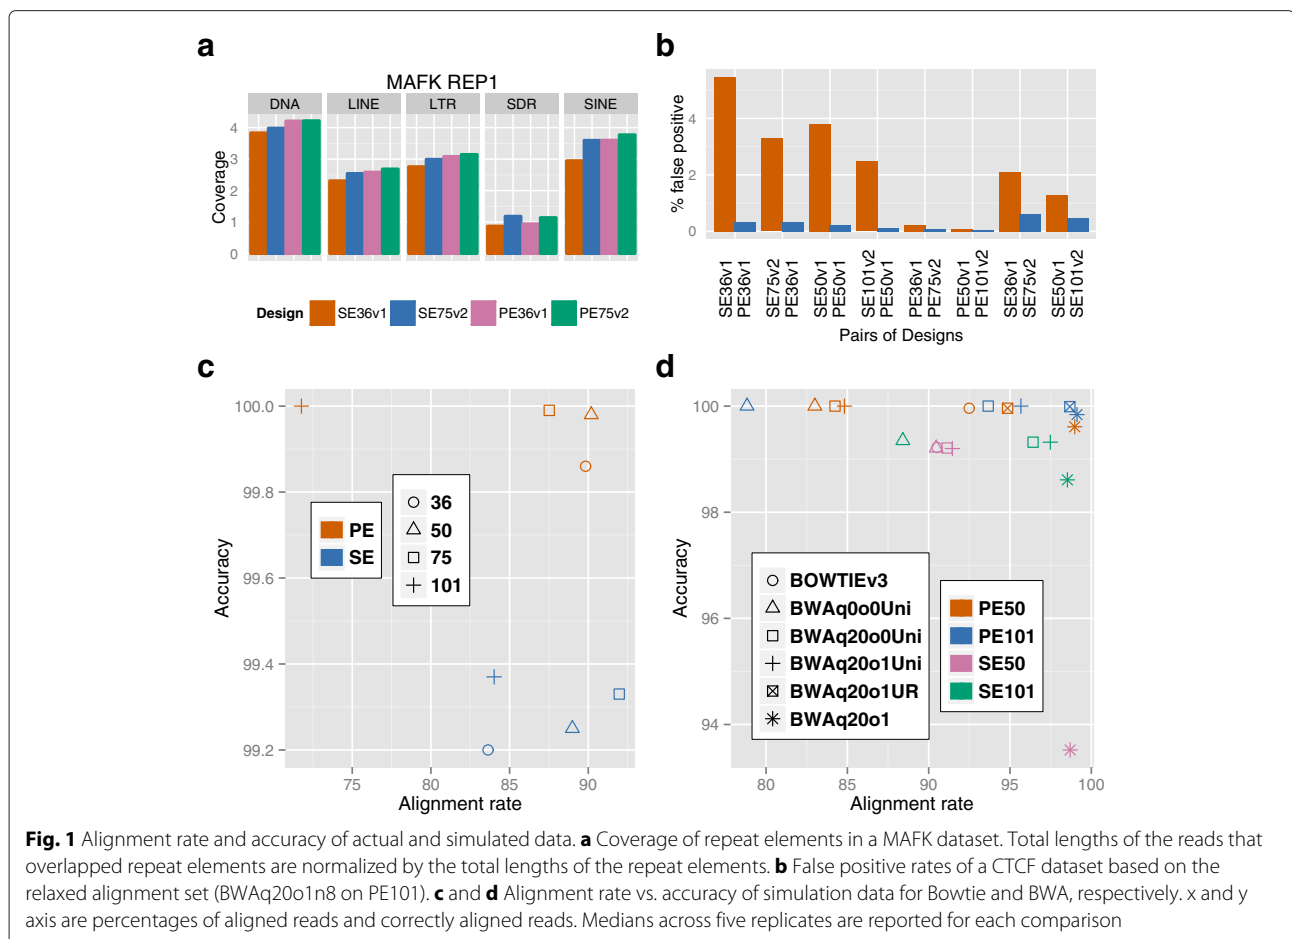 a
MAFK REP1
DNA LINE LTR SDR SINE
Coverage
4
3
2
1
0
Design SE36v1 SE75v2 PE36v1 PE75v2
b
% false positive
4
2
0
SE36v1
PE36v1
SE75v2
PE36v1
SE50v1
PE50v1
SE101v2
PE50v1
PE36v1
PE75v2
PE50v1
PE101v2
SE36v1
SE75v2
SE50v1
SE101v2
Pairs of Designs
c
Accuracy
100.0
99.8
99.6
99.4
99.2
PE
SE
36
50
75
101
75 80 85 90
Alignment rate
d
Accuracy
100
98
96
94
BOWTIEv3
BWAq0o0Uni
BWAq20o0Uni
BWAq20o1Uni
BWAq20o1UR
BWAq20o1
PE50
PE101
SE50
SE101
80 85 90 95 100
Alignment rate
Fig. 1 Alignment rate and accuracy of actual and simulated data. a Coverage of repeat elements in a MAFK dataset. Total lengths of the reads that
overlapped repeat elements are normalized by the total lengths of the repeat elements. b False positive rates of a CTCF dataset based on the
relaxed alignment set (BWAq20o1n8 on PE101). c and d Alignment rate vs. accuracy of simulation data for Bowtie and BWA, respectively. x and y
axis are percentages of aligned reads and correctly aligned reads. Medians across five replicates are reported for each comparison